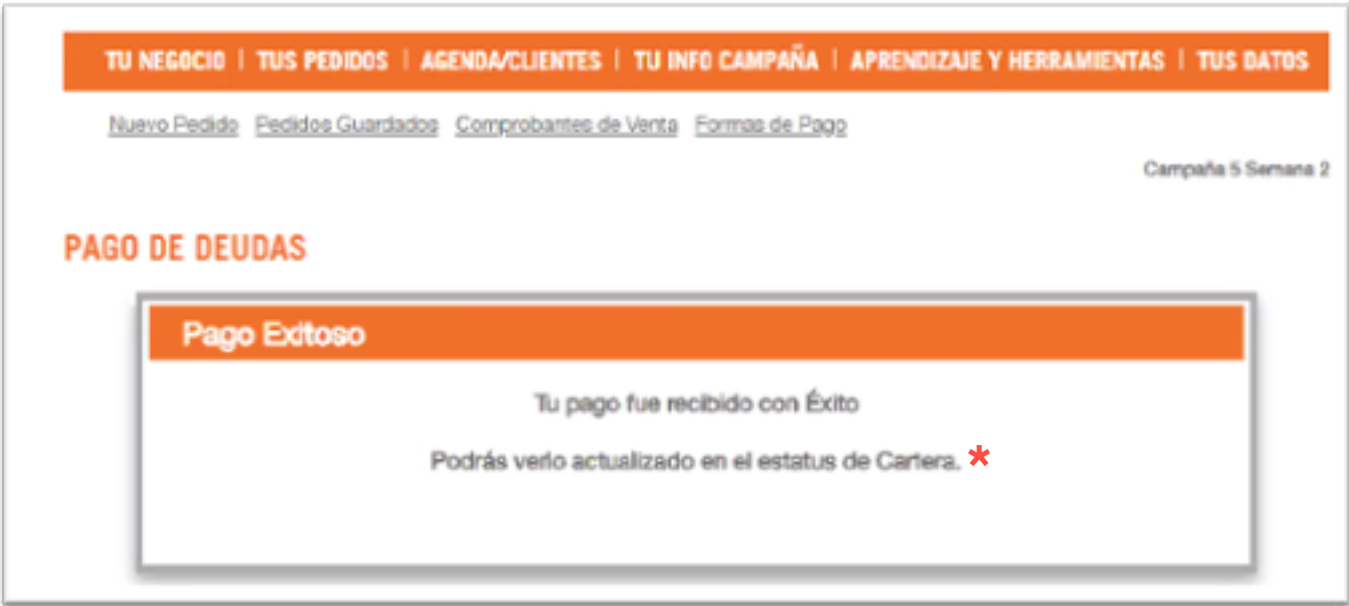 TU NEGOCIO | TUS PEDIDOS | AGENDA/CLIENTES | TU INFO CAMPAÑA | APRENDIZAJE Y HERRAMIENTAS | TUS DATOS
Nuevo Pedido Pedidos Guardados Comprobantes de Venta Formas de Pago
Campaña 5 Semana 2
PAGO DE DEUDAS
Pago Exitoso
Tu pago fue recibido con Éxito
Podrás verlo actualizado en el estatus de Cartera. *